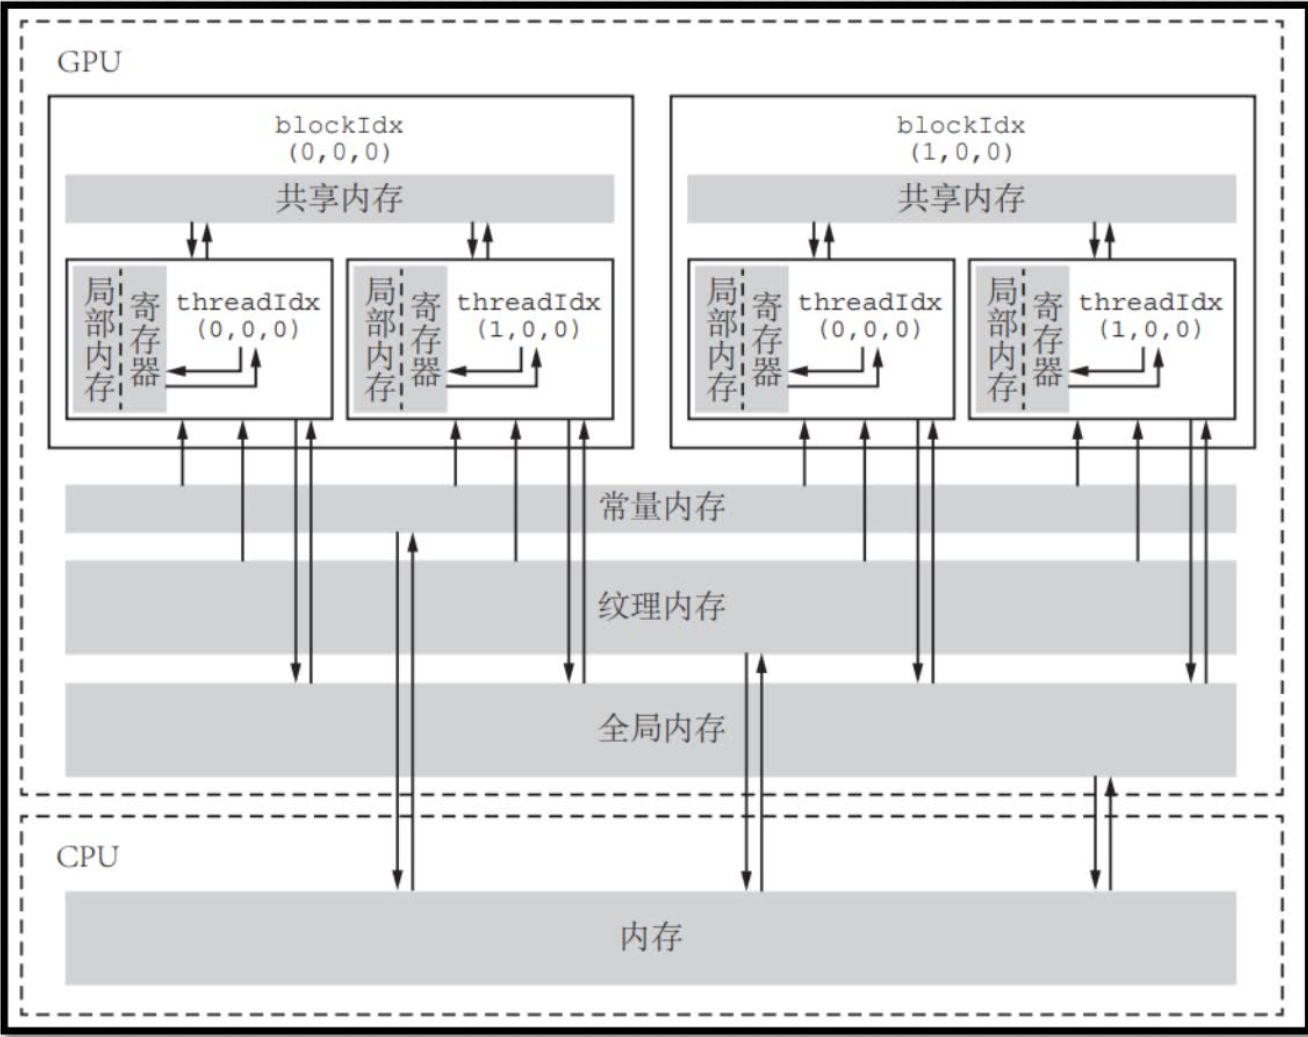 GPU
blockIdx
(0,0,0)
共享内存
局部内存
寄存器
threadIdx
(0,0,0)
局部内存
寄存器
threadIdx
(1,0,0)
blockIdx
(1,0,0)
共享内存
局部内存
寄存器
threadIdx
(0,0,0)
局部内存
寄存器
threadIdx
(1,0,0)
常量内存
纹理内存
全局内存
CPU
内存